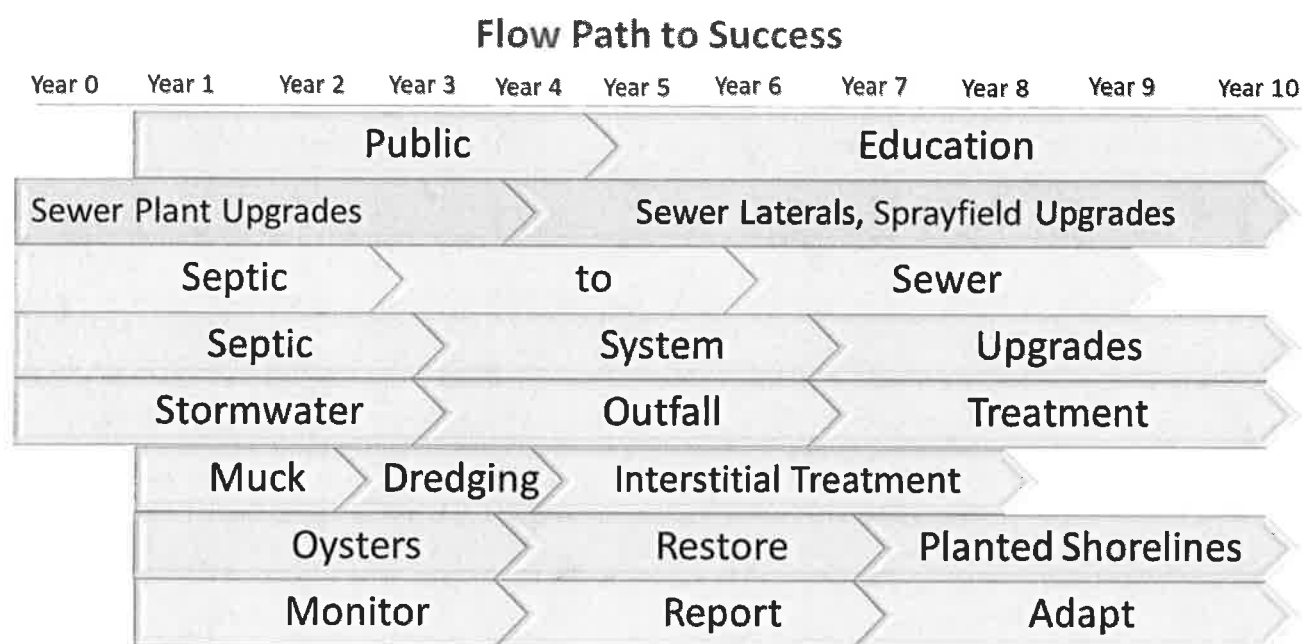 Flow Path to Success
Year 0 Year 1 Year 2 Year 3 Year 4 Year 5 Year 6 Year 7 Year 8 Year 9 Year 10
Public Education
Sewer Plant Upgrades Sewer Laterals, Sprayfield Upgrades
Septic to Sewer
Septic System Upgrades
Stormwater Outfall Treatment
Muck Dredging Interstitial Treatment
Oysters Restore Planted Shorelines
Monitor Report Adapt